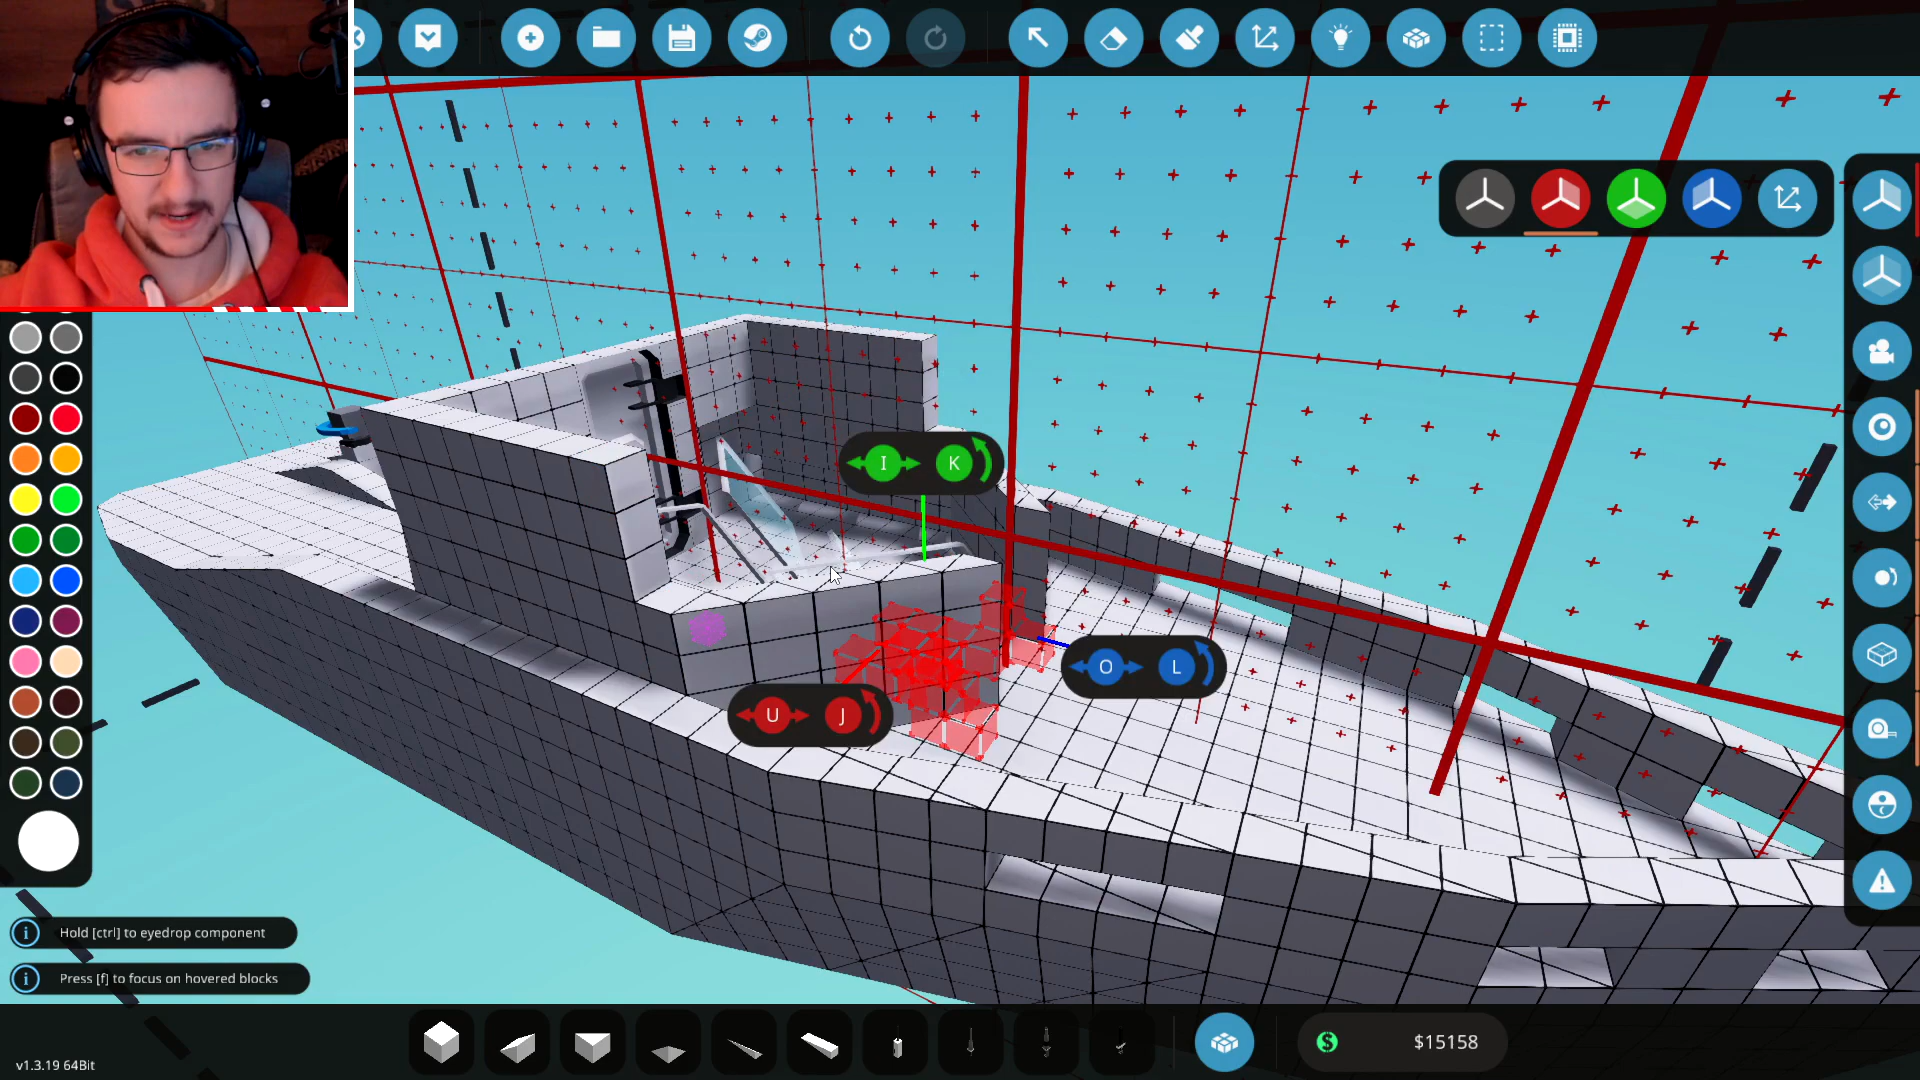 I
K
O
L
U
J
Hold [ctrl] to eyedrop component
Press [f] to focus on hovered blocks
$
$15158
v1.3.19 64Bit